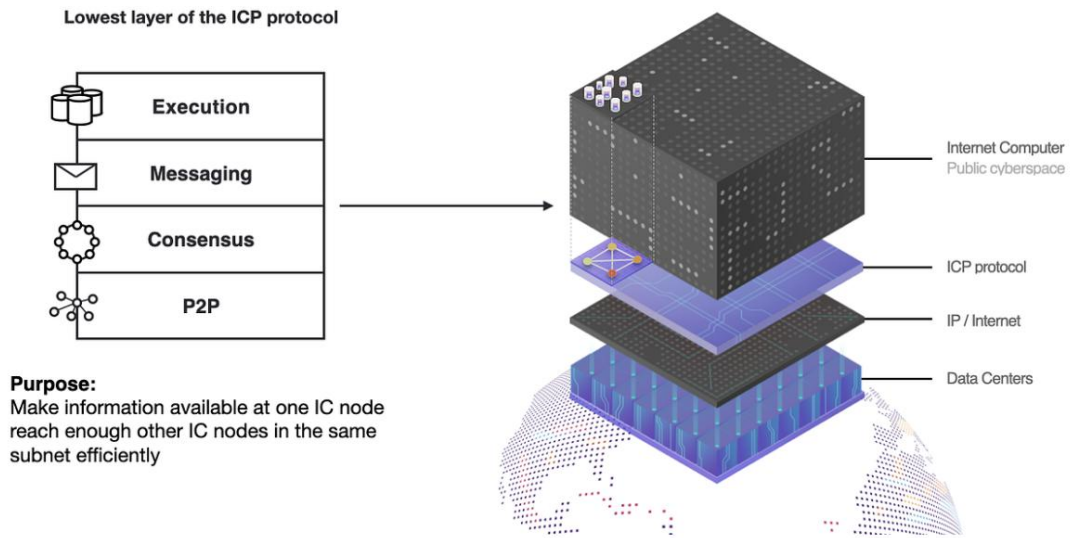 Lowest layer of the ICP protocol
Execution
Messaging
Consensus
P2P
Purpose:
Make information available at one IC node
reach enough other IC nodes in the same
subnet efficiently
Internet Computer
Public cyberspace
ICP protocol
IP / Internet
Data Centers